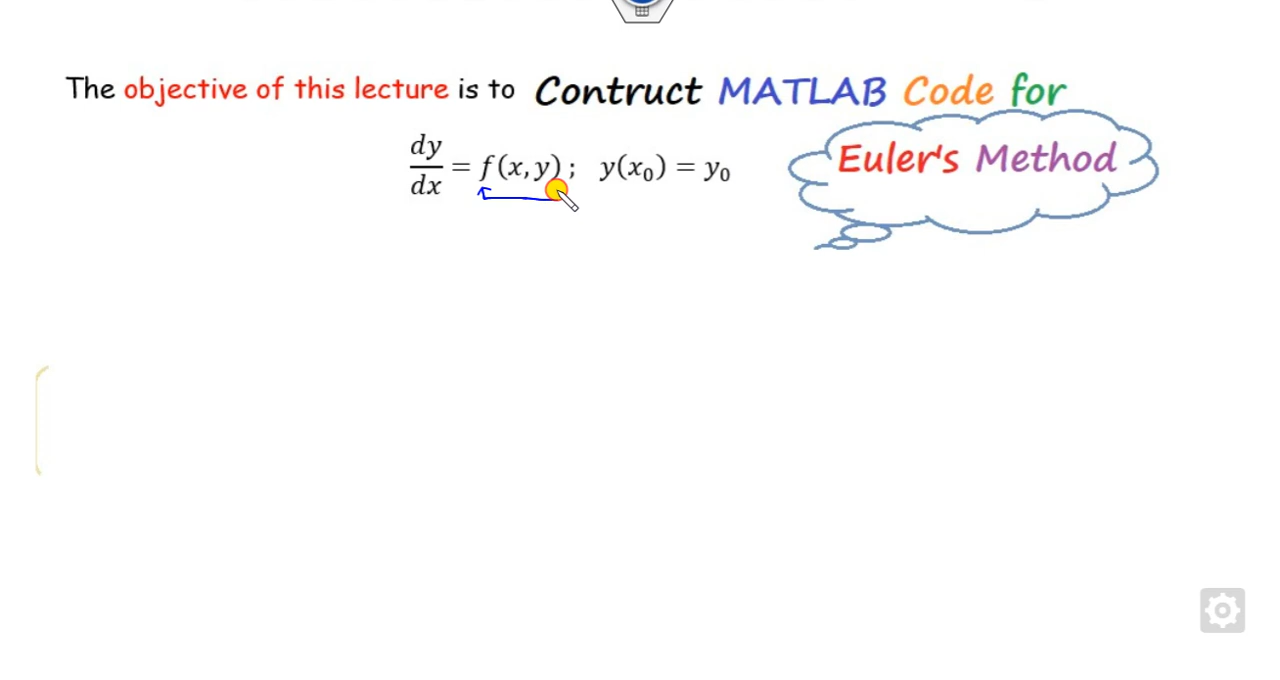 The objective of this lecture is to Contruct MATLAB Code for
dy/dx = f(x,y); y(x₀) = y₀
Euler's Method